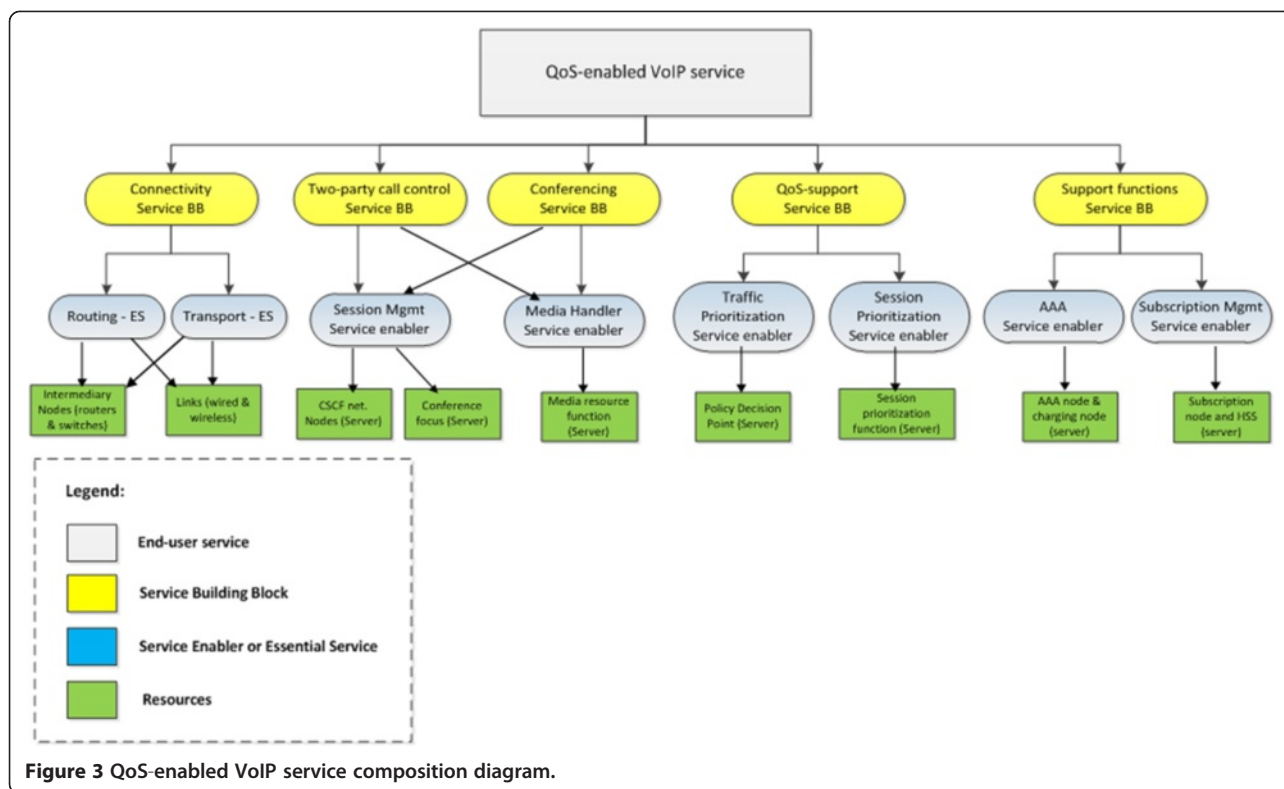 QoS-enabled VoIP service
Connectivity
Service BB
Two-party call control
Service BB
Conferencing
Service BB
QoS-support
Service BB
Support functions
Service BB
Routing - ES
Transport - ES
Session Mgmt
Service enabler
Media Handler
Service enabler
Traffic
Prioritization
Service enabler
Session
Prioritization
Service enabler
AAA
Service enabler
Subscription Mgmt
Service enabler
Intermediary
Nodes (routers
& switches)
Links (wired &
wireless)
CSCF net.
Nodes (Server)
Conference
focus (Server)
Media resource
function
(Server)
Policy Decision
Point (Server)
Session
prioritization
function (Server)
AAA node &
charging node
(server)
Subscription
node and HSS
(server)
Legend:
End-user service
Service Building Block
Service Enabler or Essential Service
Resources
Figure 3 QoS-enabled VoIP service composition diagram.